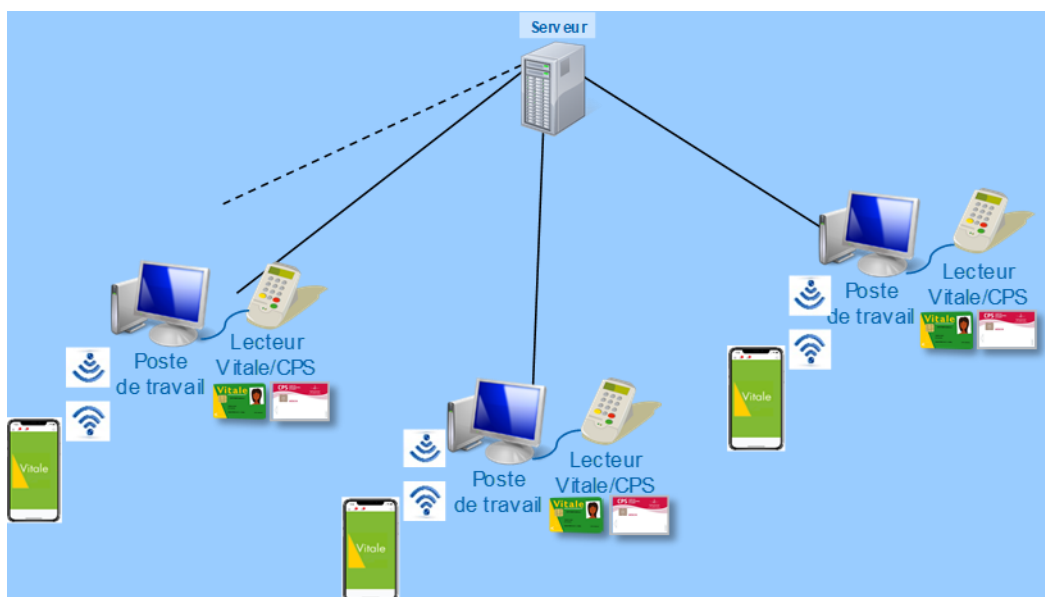 Serveur
Lecteur
Vitale/CPS
Poste
de travail
Vitale
CPS
Vitale
Lecteur
Vitale/CPS
Poste
de travail
Vitale
CPS
Vitale
Lecteur
Vitale/CPS
Poste
de travail
Vitale
CPS
Vitale